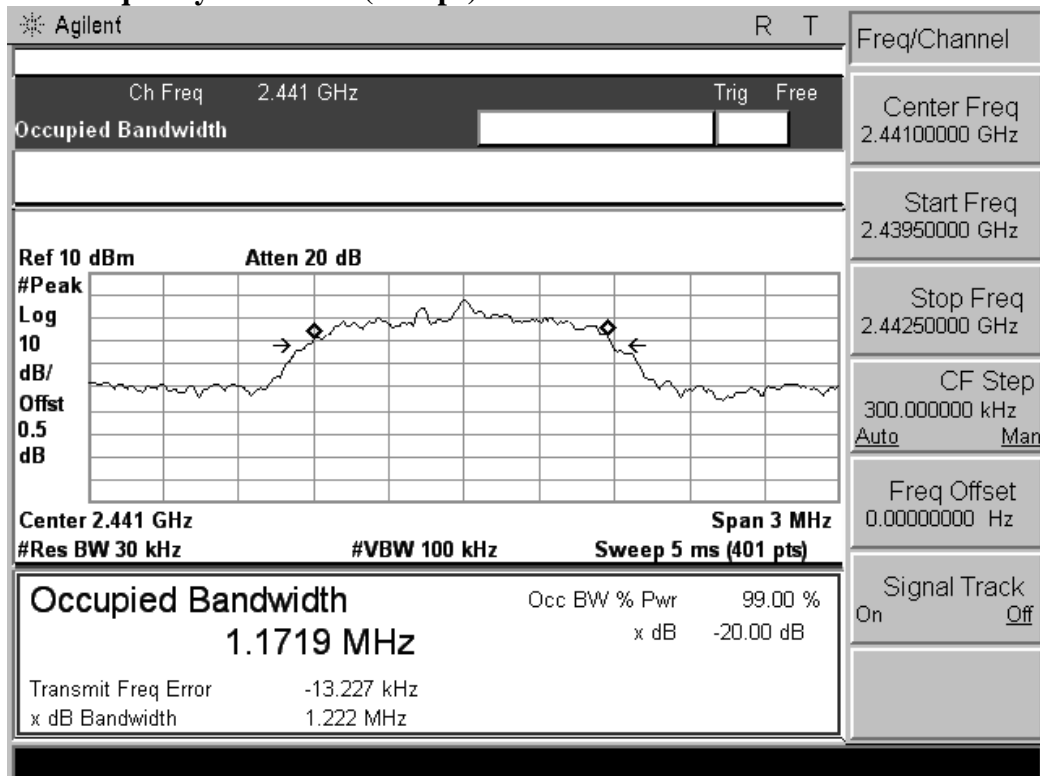 Agilent R T
Ch Freq 2.441 GHz Trig Free
Occupied Bandwidth
Ref 10 dBm Atten 20 dB
#Peak
Log
10
dB/
Offst
0.5
dB
Center 2.441 GHz Span 3 MHz
#Res BW 30 kHz #VBW 100 kHz Sweep 5 ms (401 pts)
Occupied Bandwidth
1.1719 MHz
Occ BW % Pwr 99.00 %
x dB -20.00 dB
Transmit Freq Error -13.227 kHz
x dB Bandwidth 1.222 MHz
Freq/Channel
Center Freq
2.44100000 GHz
Start Freq
2.43950000 GHz
Stop Freq
2.44250000 GHz
CF Step
300.000000 kHz
Auto Man
Freq Offset
0.00000000 Hz
Signal Track
On Off